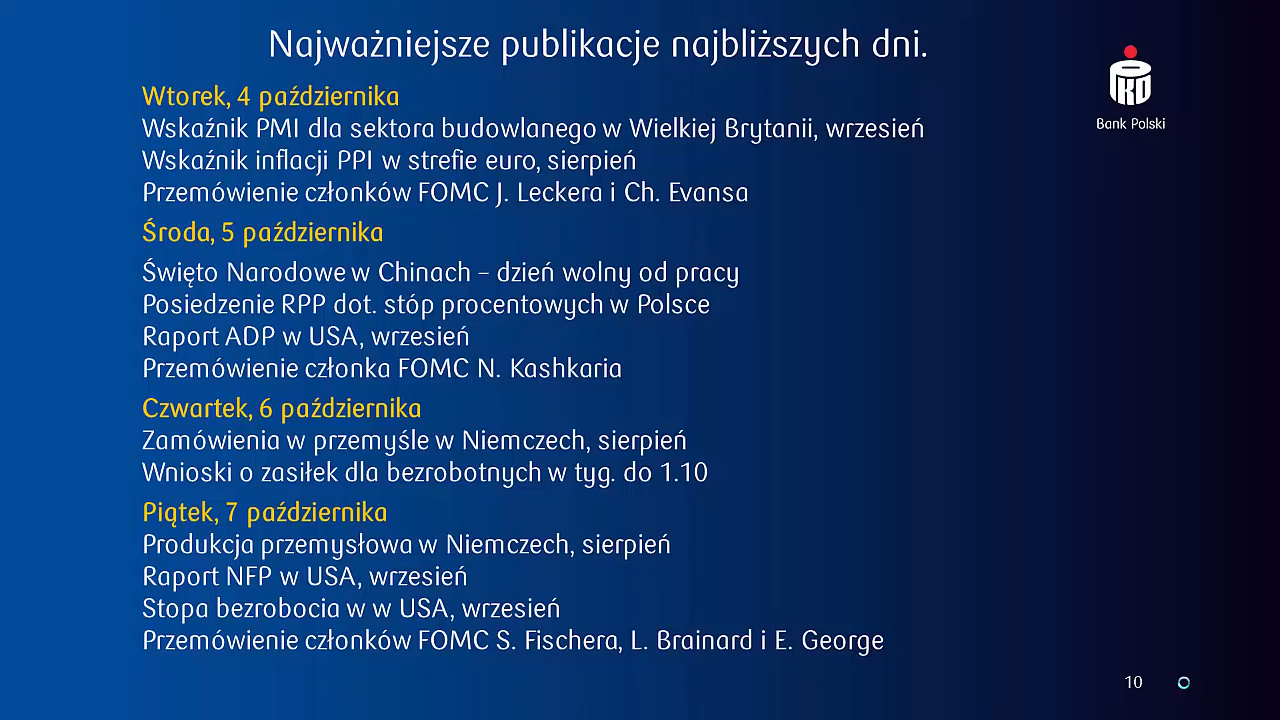 Najważniejsze publikacje najbliższych dni.
PKO
Bank Polski
Wtorek, 4 października
Wskaźnik PMI dla sektora budowlanego w Wielkiej Brytanii, wrzesień
Wskaźnik inflacji PPI w strefie euro, sierpień
Przemówienie członków FOMC J. Leckera i Ch. Evansa
Środa, 5 października
Święto Narodowe w Chinach – dzień wolny od pracy
Posiedzenie RPP dot. stóp procentowych w Polsce
Raport ADP w USA, wrzesień
Przemówienie członka FOMC N. Kashkaria
Czwartek, 6 października
Zamówienia w przemyśle w Niemczech, sierpień
Wnioski o zasiłek dla bezrobotnych w tyg. do 1.10
Piątek, 7 października
Produkcja przemysłowa w Niemczech, sierpień
Raport NFP w USA, wrzesień
Stopa bezrobocia w w USA, wrzesień
Przemówienie członków FOMC S. Fischera, L. Brainard i E. George
10